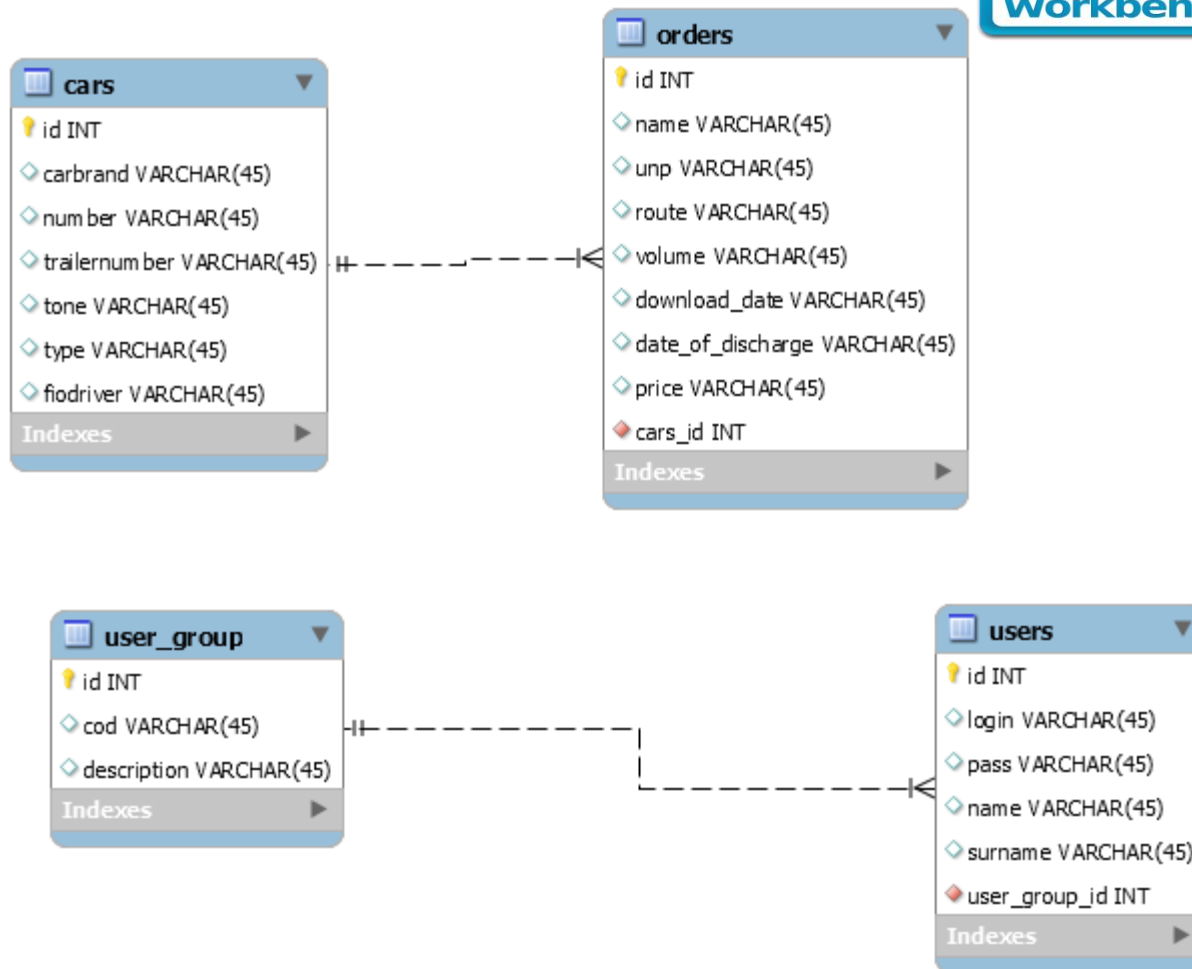 Workben
cars
id INT
carbrand VARCHAR(45)
number VARCHAR(45)
trailernumber VARCHAR(45)
tone VARCHAR(45)
type VARCHAR(45)
fiodriver VARCHAR(45)
Indexes
orders
id INT
name VARCHAR(45)
unp VARCHAR(45)
route VARCHAR(45)
volume VARCHAR(45)
download_date VARCHAR(45)
date_of_discharge VARCHAR(45)
price VARCHAR(45)
cars_id INT
Indexes
user_group
id INT
cod VARCHAR(45)
description VARCHAR(45)
Indexes
users
id INT
login VARCHAR(45)
pass VARCHAR(45)
name VARCHAR(45)
surname VARCHAR(45)
user_group_id INT
Indexes